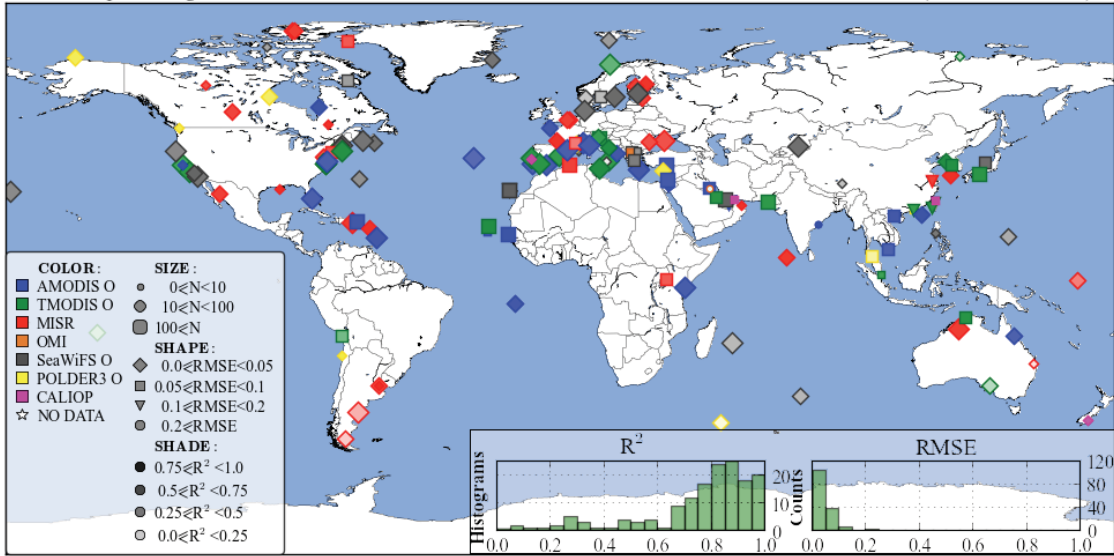 COLOR:
AMODIS O
TMODIS O
MISR
OMI
SeaWiFS O
POLDER3 O
CALIOP
NO DATA
SIZE:
0⩽N<10
10⩽N<100
100⩽N
SHAPE:
0.0⩽RMSE<0.05
0.05⩽RMSE<0.1
0.1⩽RMSE<0.2
0.2⩽RMSE
SHADE:
0.75⩽R² <1.0
0.5⩽R² <0.75
0.25⩽R² <0.5
0.0⩽R² <0.25
R²
Histograms
20
10
0
0.0 0.2 0.4 0.6 0.8 1.0
RMSE
Counts
120
80
40
0
0.0 0.2 0.4 0.6 0.8 1.0